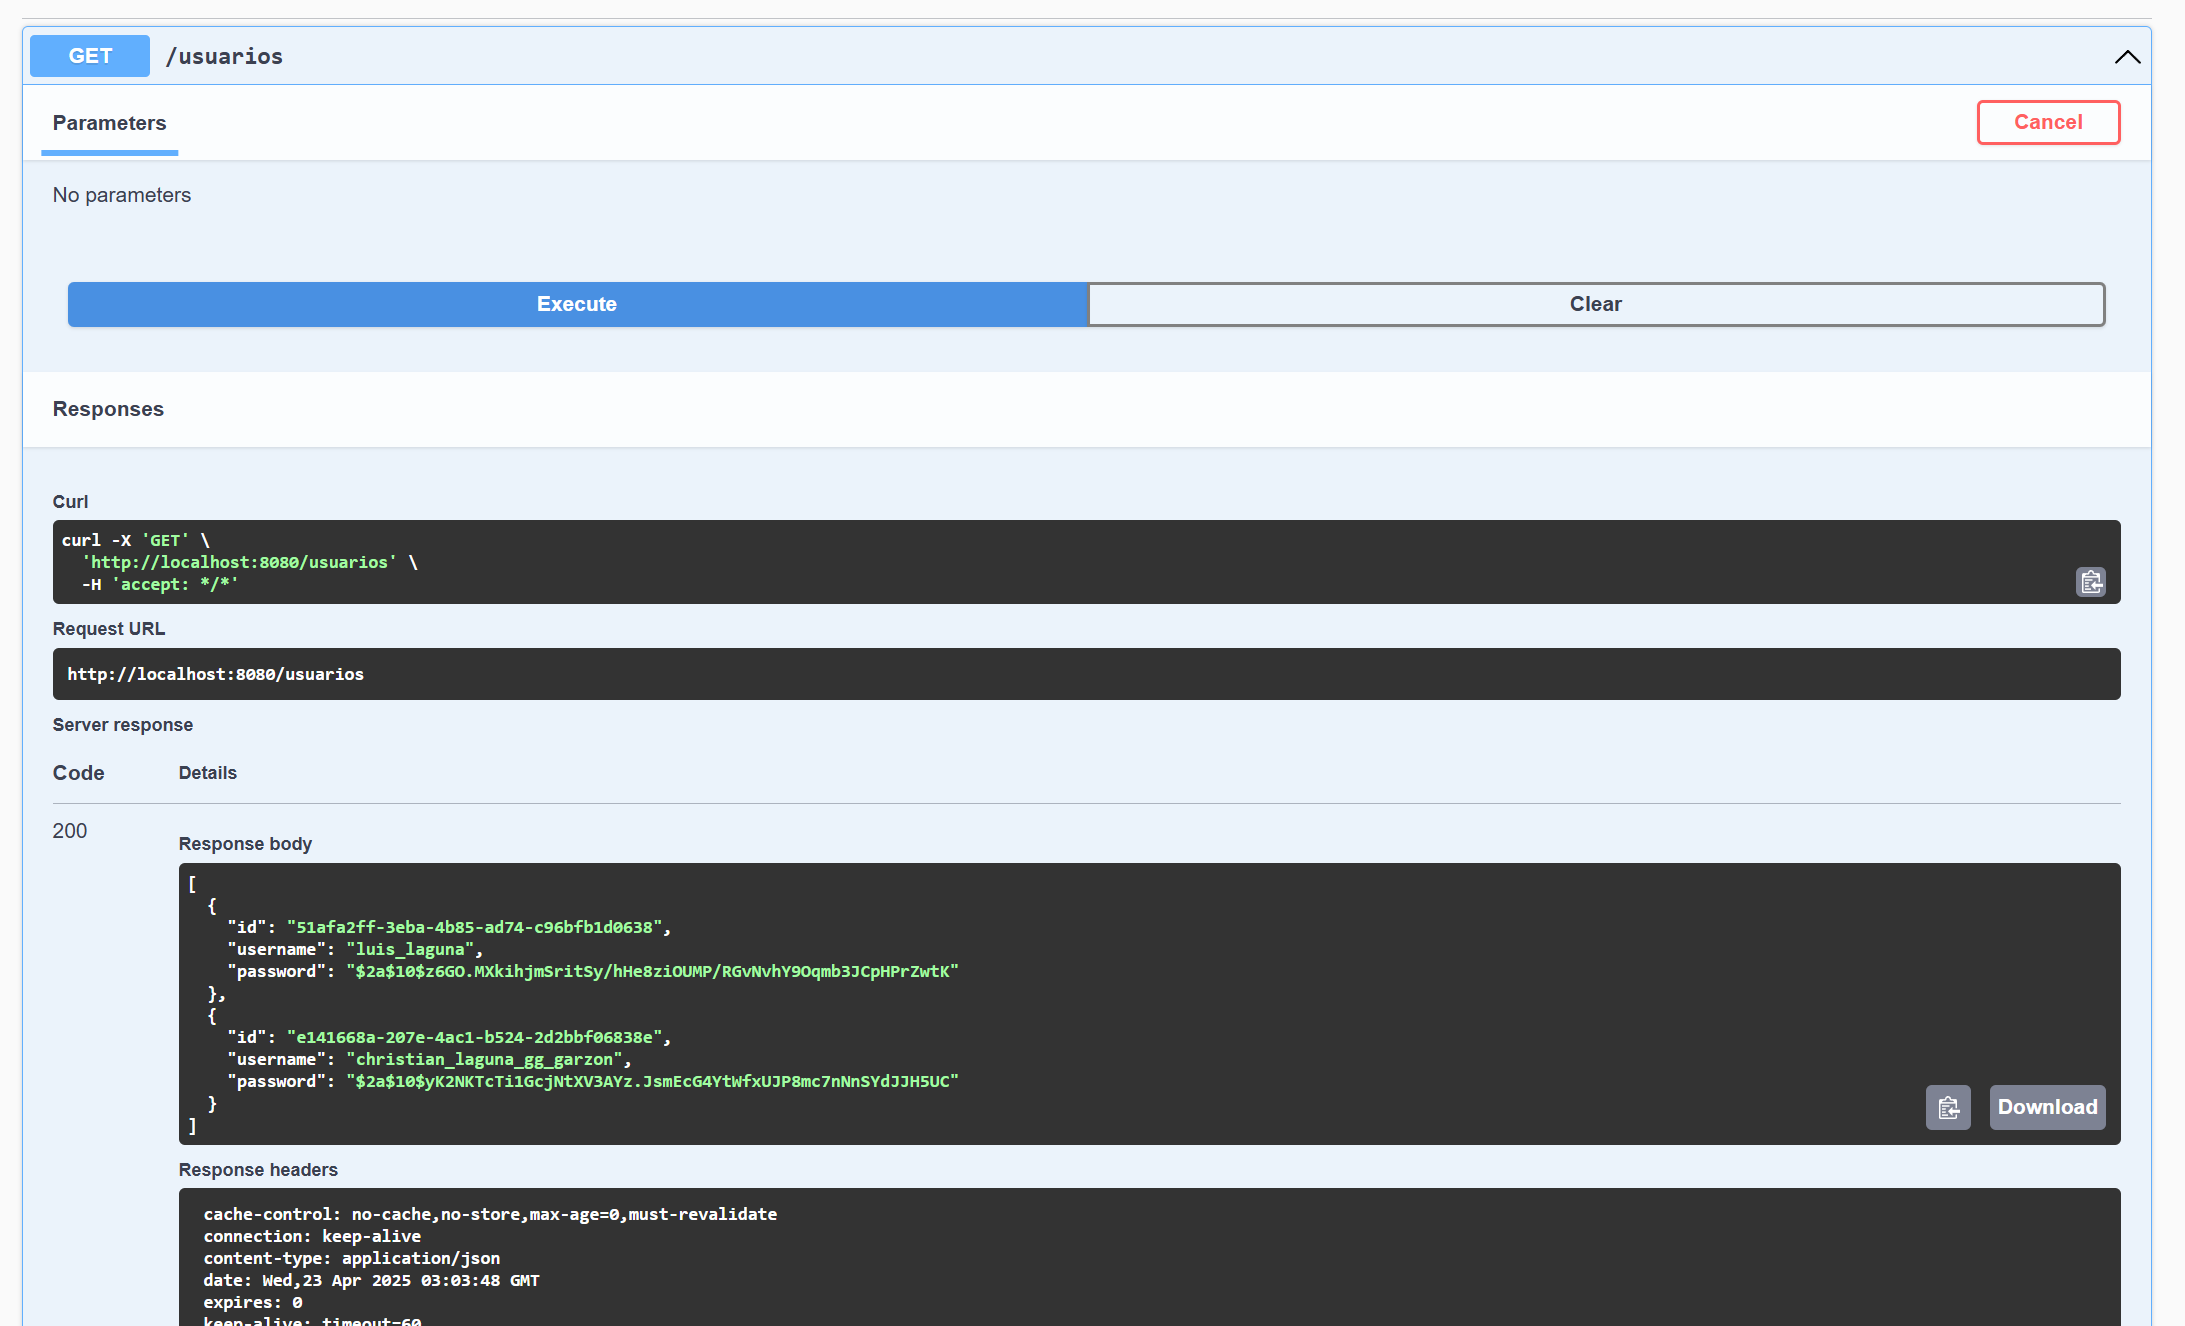 GET /usuarios
Parameters
Cancel
No parameters
Execute
Clear
Responses
Curl
curl -X 'GET' \
  'http://localhost:8080/usuarios' \
  -H 'accept: */*'
Request URL
http://localhost:8080/usuarios
Server response
Code Details
200
Response body
[
  {
    "id": "51afa2ff-3eba-4b85-ad74-c96bfb1d0638",
    "username": "luis_laguna",
    "password": "$2a$10$z6GO.MXkihjmSritSy/hHe8ziOUMP/RGvNvhY9Oqmb3JCpHPrZwtK"
  },
  {
    "id": "e141668a-207e-4ac1-b524-2d2bbf06838e",
    "username": "christian_laguna_gg_garzon",
    "password": "$2a$10$yK2NKTcTi1GcjNtXV3AYz.JsmEcG4YtWfxUJP8mc7nNnSYdJJH5UC"
  }
]
Download
Response headers
cache-control: no-cache,no-store,max-age=0,must-revalidate
connection: keep-alive
content-type: application/json
date: Wed,23 Apr 2025 03:03:48 GMT
expires: 0
keep-alive: timeout=60